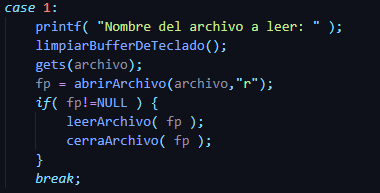 case 1:
printf( "Nombre del archivo a leer: " );
limpiarBufferDeTeclado();
gets(archivo);
fp = abrirArchivo(archivo,"r");
if( fp!=NULL ) {
leerArchivo( fp );
cerraArchivo( fp );
}
break;